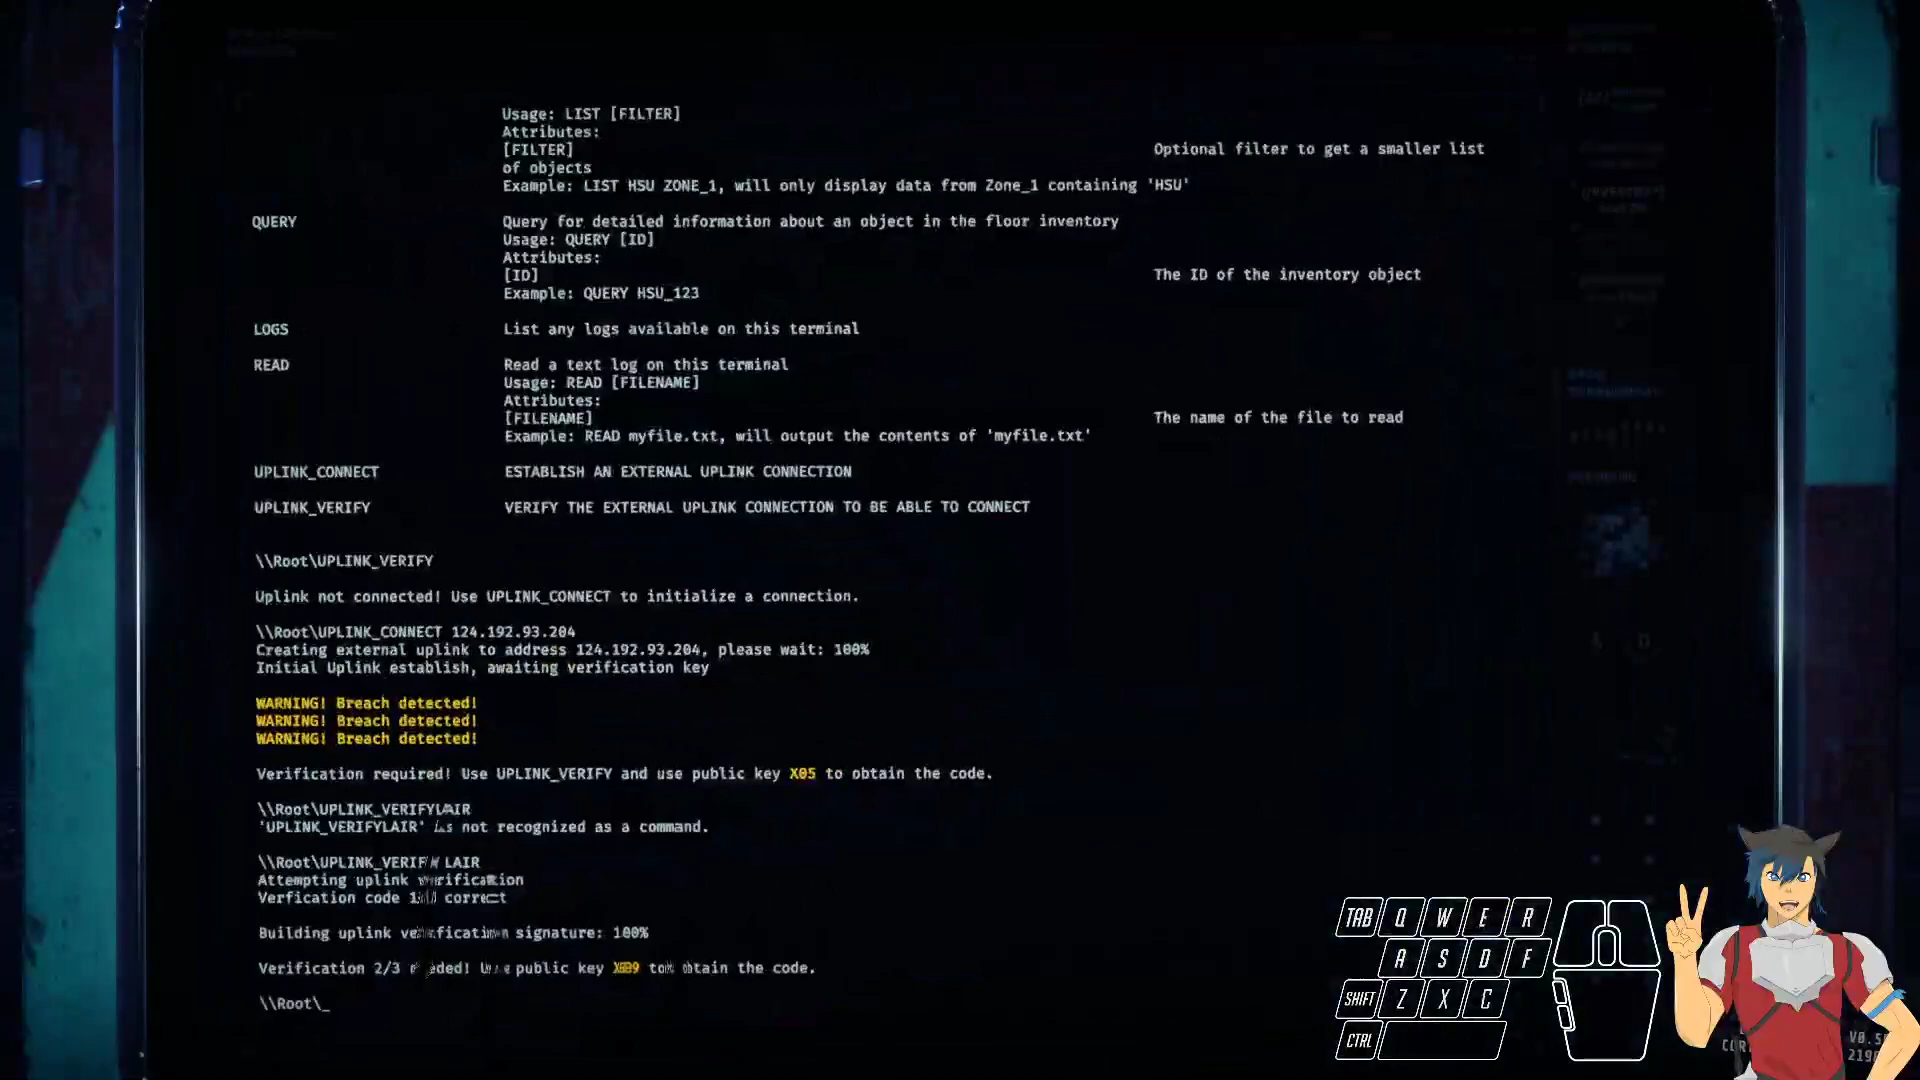 Usage: LIST [FILTER]
Attributes:
[FILTER] Optional filter to get a smaller list
of objects
Example: LIST HSU ZONE_1, will only display data from Zone_1 containing 'HSU'
QUERY Query for detailed information about an object in the floor inventory
Usage: QUERY [ID]
Attributes:
[ID] The ID of the inventory object
Example: QUERY HSU_123
LOGS List any logs available on this terminal
READ Read a text log on this terminal
Usage: READ [FILENAME]
Attributes:
[FILENAME] The name of the file to read
Example: READ myfile.txt, will output the contents of 'myfile.txt'
UPLINK_CONNECT ESTABLISH AN EXTERNAL UPLINK CONNECTION
UPLINK_VERIFY VERIFY THE EXTERNAL UPLINK CONNECTION TO BE ABLE TO CONNECT
\\Root\UPLINK_VERIFY
Uplink not connected! Use UPLINK_CONNECT to initialize a connection.
\\Root\UPLINK_CONNECT 124.192.93.204
Creating external uplink to address 124.192.93.204, please wait: 100%
Initial Uplink establish, awaiting verification key
WARNING! Breach detected!
WARNING! Breach detected!
WARNING! Breach detected!
Verification required! Use UPLINK_VERIFY and use public key X05 to obtain the code.
\\Root\UPLINK_VERIFYLAIR
'UPLINK_VERIFYLAIR' is not recognized as a command.
\\Root\UPLINK_VERIFY LAIR
Attempting uplink verification
Verfication code correct
Building uplink verification signature: 100%
Verification 2/3 needed! Use public key X09 to obtain the code.
\\Root\_
TAB Q W E R
A S D F
SHIFT Z X C
CTRL